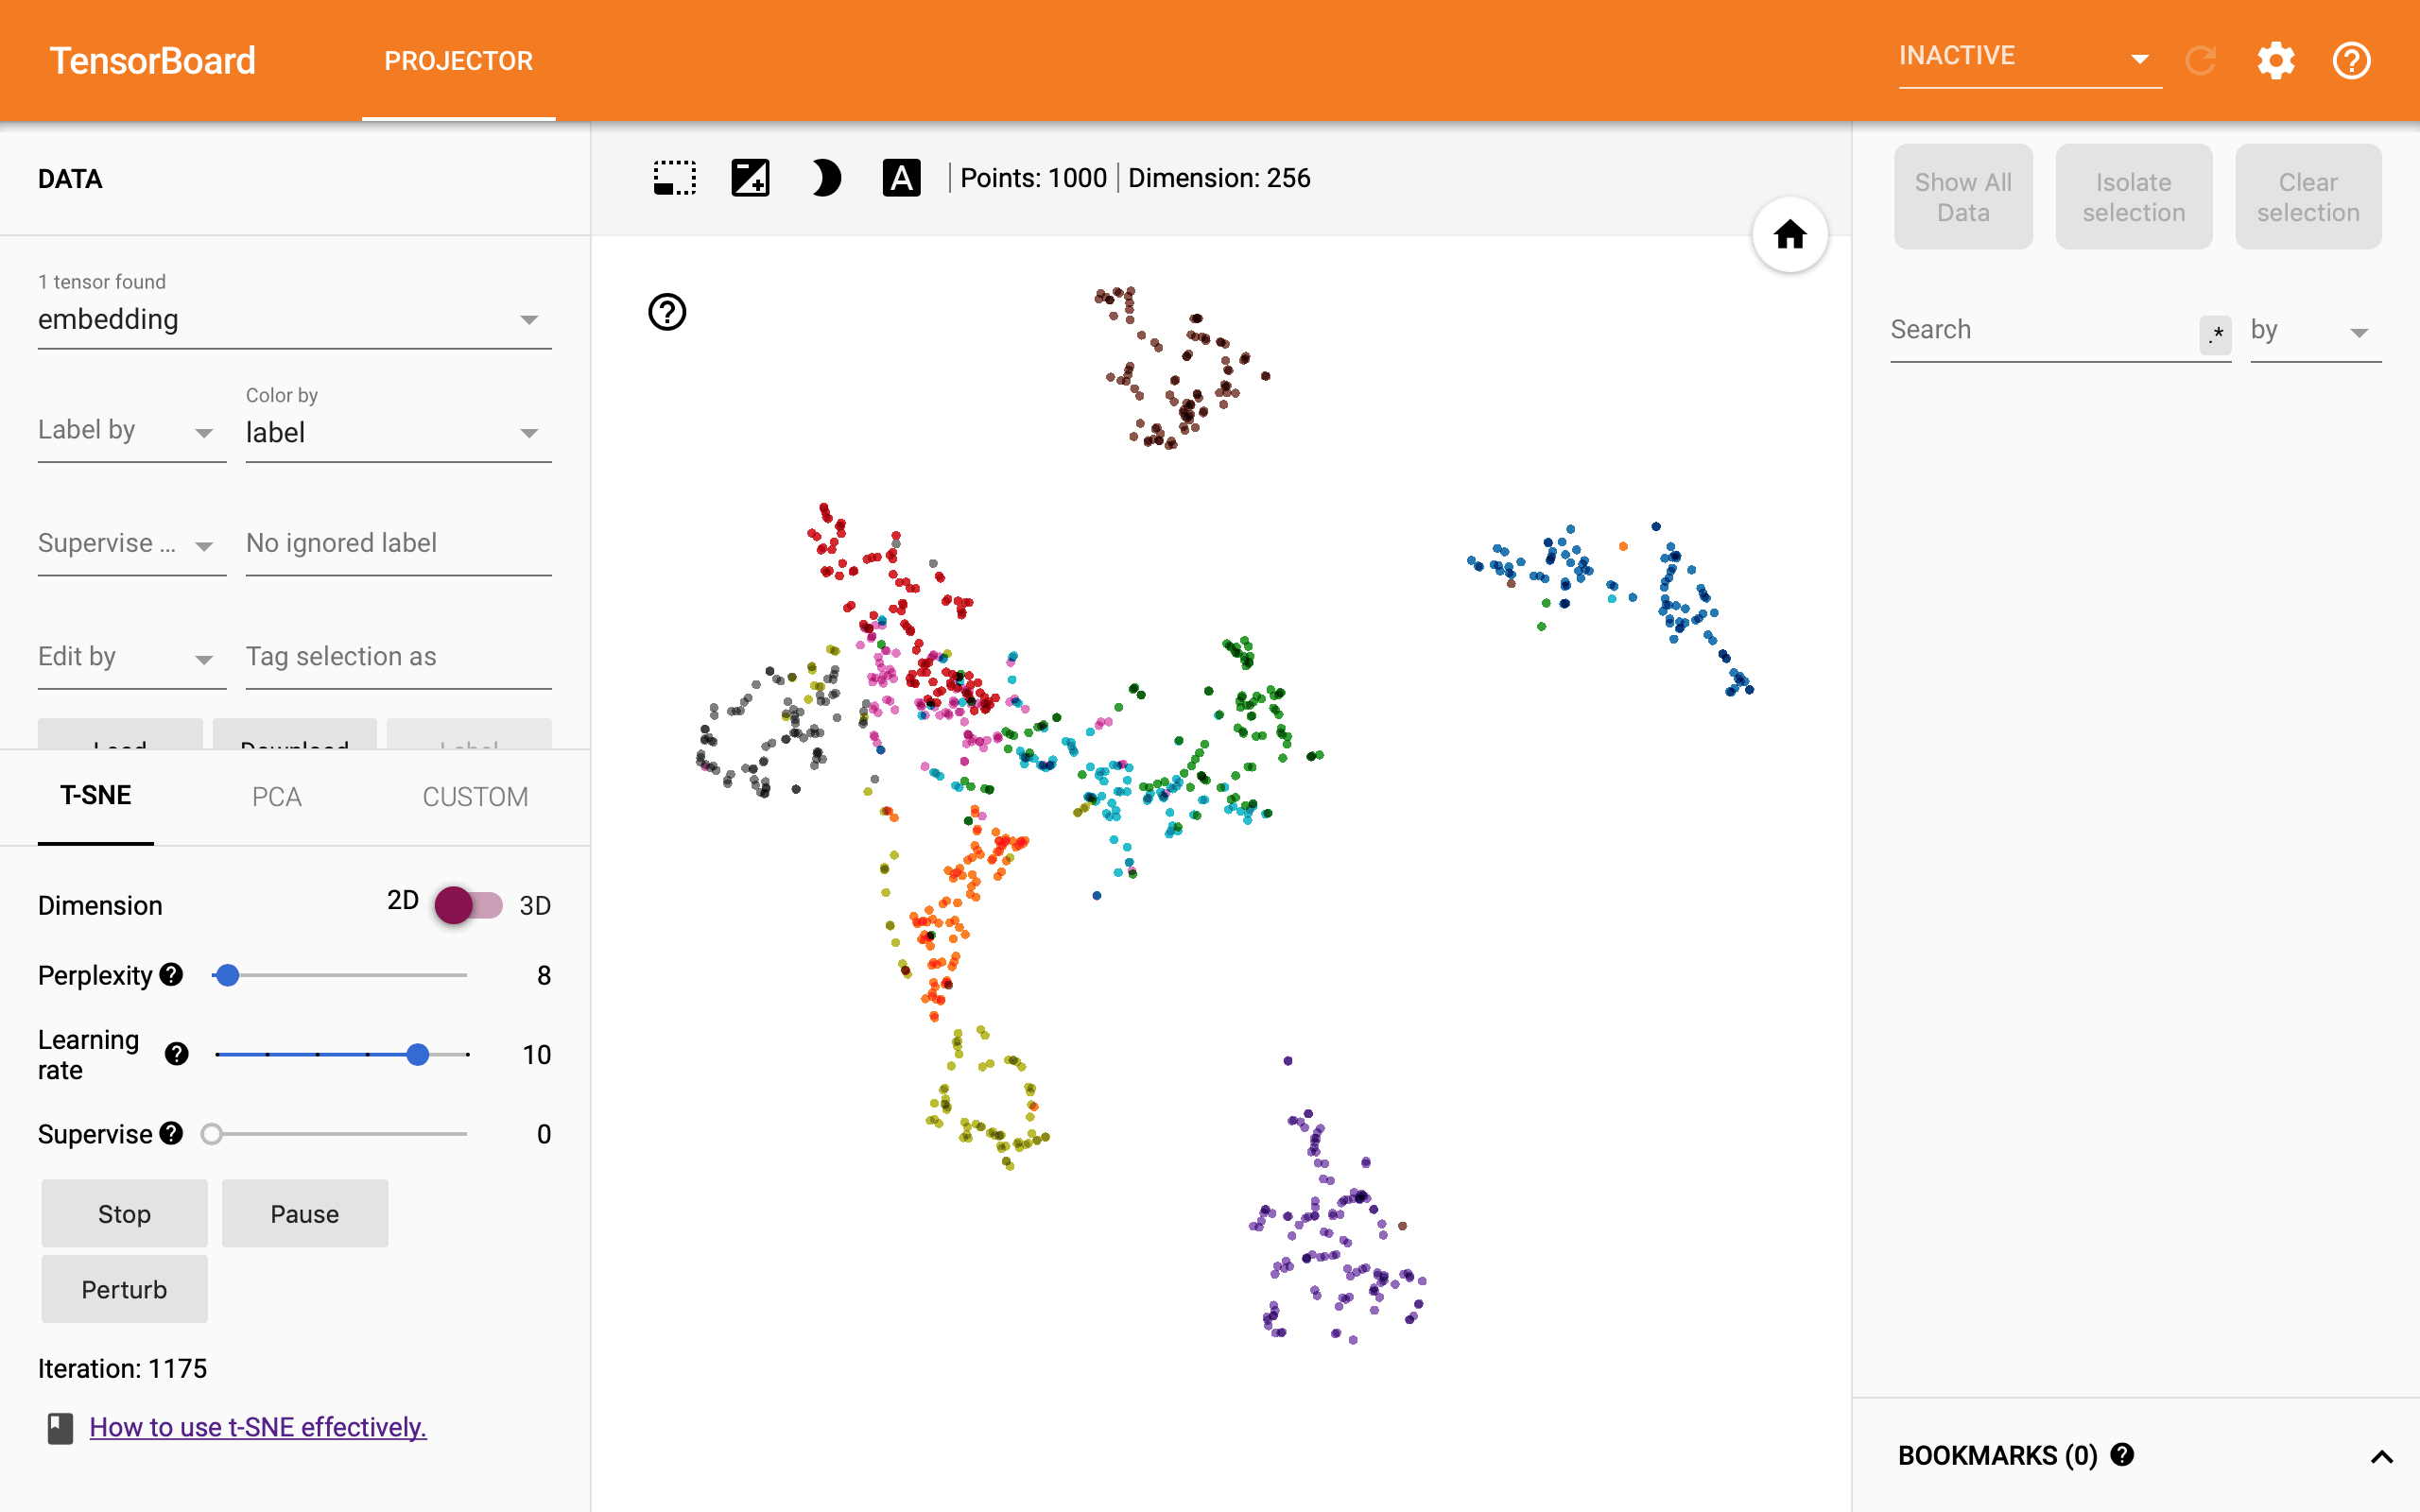 TensorBoard
PROJECTOR
INACTIVE
DATA
Points: 1000
Dimension: 256
Show All
Data
Isolate
selection
Clear
selection
1 tensor found
embedding
Search
.*
by
Label by
Color by
label
Supervise ...
No ignored label
Edit by
Tag selection as
Load
Download
Label
T-SNE
PCA
CUSTOM
Dimension
2D
3D
Perplexity
8
Learning
rate
10
Supervise
0
Stop
Pause
Perturb
Iteration: 1175
How to use t-SNE effectively.
BOOKMARKS (0)